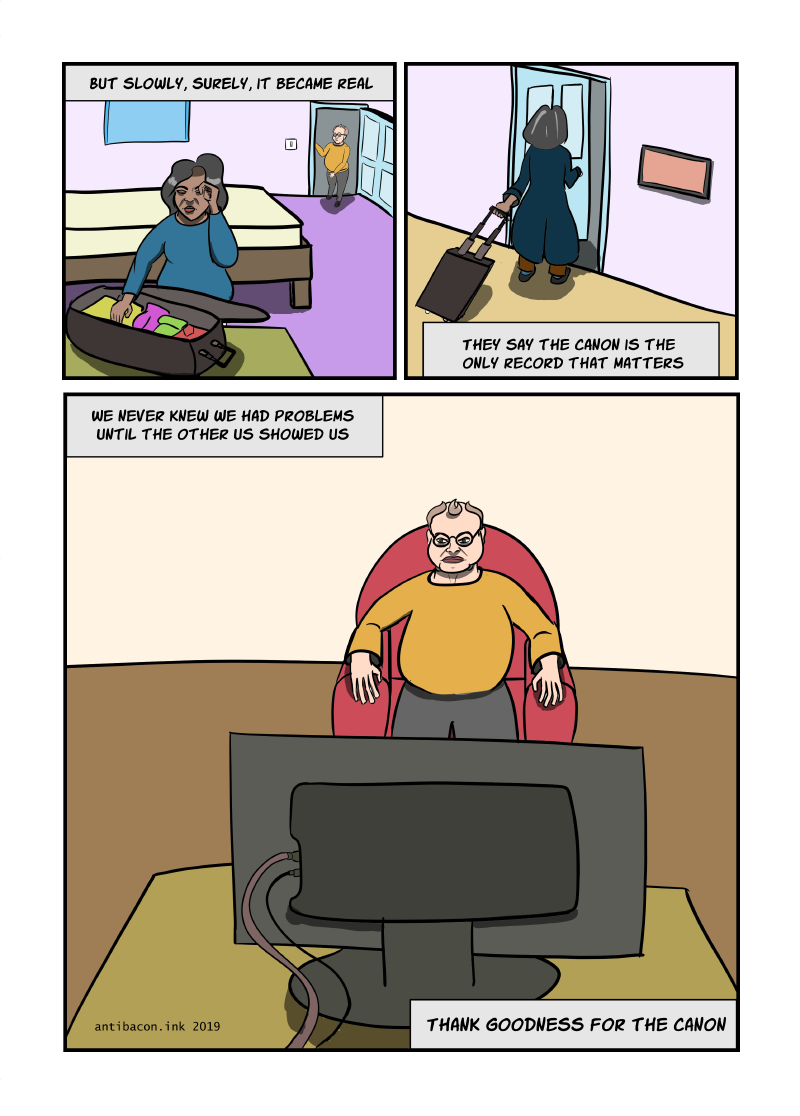 BUT SLOWLY, SURELY, IT BECAME REAL
THEY SAY THE CANON IS THE
ONLY RECORD THAT MATTERS
WE NEVER KNEW WE HAD PROBLEMS
UNTIL THE OTHER US SHOWED US
antibacon.ink 2019
THANK GOODNESS FOR THE CANON